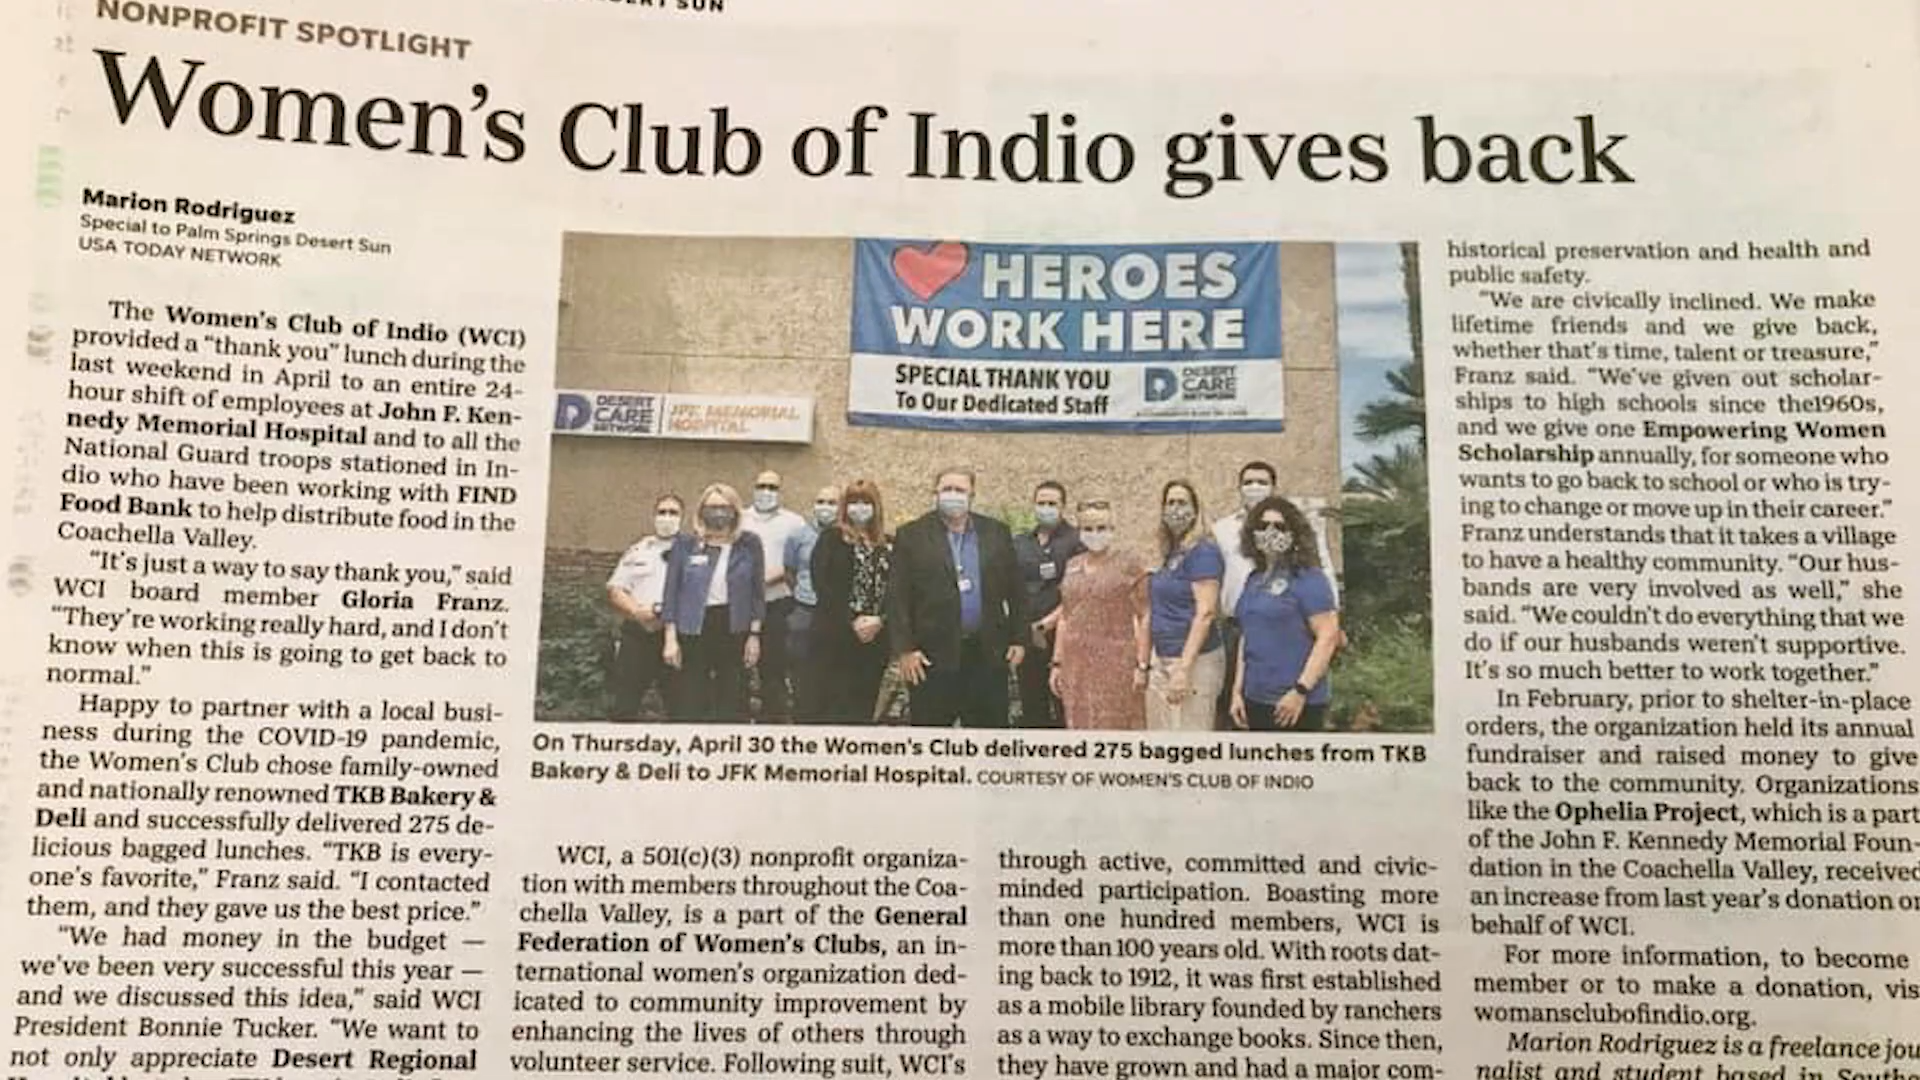 SUN
NONPROFIT SPOTLIGHT
Women's Club of Indio gives back
Marion Rodriguez
Special to Palm Springs Desert Sun
USA TODAY NETWORK
The Women's Club of Indio (WCI)
provided a "thank you" lunch during the
last weekend in April to an entire 24-
hour shift of employees at John F. Ken-
nedy Memorial Hospital and to all the
National Guard troops stationed in In-
dio who have been working with FIND
Food Bank to help distribute food in the
Coachella Valley.
"It's just a way to say thank you," said
WCI board member Gloria Franz.
"They're working really hard, and I don't
know when this is going to get back to
normal."
Happy to partner with a local busi-
ness during the COVID-19 pandemic,
the Women's Club chose family-owned
and nationally renowned TKB Bakery &
Deli and successfully delivered 275 de-
licious bagged lunches. "TKB is every-
one's favorite," Franz said. "I contacted
them, and they gave us the best price."
"We had money in the budget —
we've been very successful this year —
and we discussed this idea," said WCI
President Bonnie Tucker. "We want to
not only appreciate Desert Regional
HEROES
WORK HERE
SPECIAL THANK YOU
To Our Dedicated Staff
DESERT
CARE
NETWORK
DESERT
CARE
NETWORK
JFK MEMORIAL
HOSPITAL
On Thursday, April 30 the Women's Club delivered 275 bagged lunches from TKB
Bakery & Deli to JFK Memorial Hospital. COURTESY OF WOMEN'S CLUB OF INDIO
WCI, a 501(c)(3) nonprofit organiza-
tion with members throughout the Coa-
chella Valley, is a part of the General
Federation of Women's Clubs, an in-
ternational women's organization ded-
icated to community improvement by
enhancing the lives of others through
volunteer service. Following suit, WCI's
through active, committed and civic-
minded participation. Boasting more
than one hundred members, WCI is
more than 100 years old. With roots dat-
ing back to 1912, it was first established
as a mobile library founded by ranchers
as a way to exchange books. Since then,
they have grown and had a major com-
historical preservation and health and
public safety.
"We are civically inclined. We make
lifetime friends and we give back,
whether that's time, talent or treasure,"
Franz said. "We've given out scholar-
ships to high schools since the1960s,
and we give one Empowering Women
Scholarship annually, for someone who
wants to go back to school or who is try-
ing to change or move up in their career."
Franz understands that it takes a village
to have a healthy community. "Our hus-
bands are very involved as well," she
said. "We couldn't do everything that we
do if our husbands weren't supportive.
It's so much better to work together."
In February, prior to shelter-in-place
orders, the organization held its annual
fundraiser and raised money to give
back to the community. Organizations
like the Ophelia Project, which is a part
of the John F. Kennedy Memorial Foun-
dation in the Coachella Valley, received
an increase from last year's donation on
behalf of WCI.
For more information, to become
member or to make a donation, vis
womansclubofindio.org.
Marion Rodriguez is a freelance jou
nalist and student based in